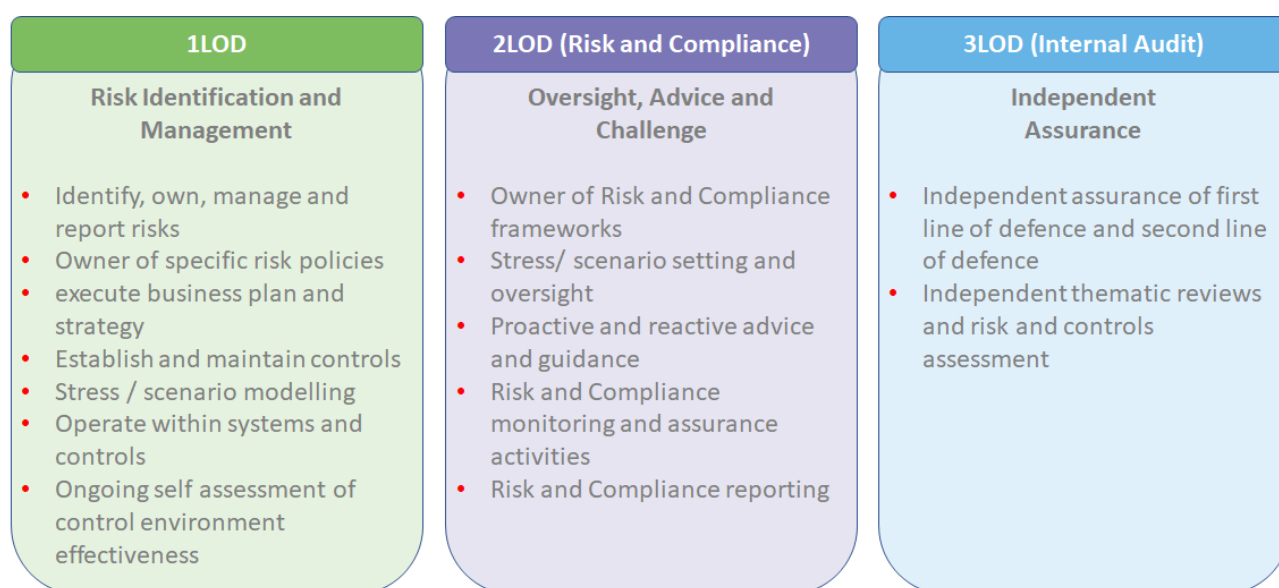 1LOD
Risk Identification and
Management
• Identify, own, manage and
report risks
• Owner of specific risk policies
• execute business plan and
strategy
• Establish and maintain controls
• Stress / scenario modelling
• Operate within systems and
controls
• Ongoing self assessment of
control environment
effectiveness
2LOD (Risk and Compliance)
Oversight, Advice and
Challenge
• Owner of Risk and Compliance
frameworks
• Stress/ scenario setting and
oversight
• Proactive and reactive advice
and guidance
• Risk and Compliance
monitoring and assurance
activities
• Risk and Compliance reporting
3LOD (Internal Audit)
Independent
Assurance
• Independent assurance of first
line of defence and second line
of defence
• Independent thematic reviews
and risk and controls
assessment